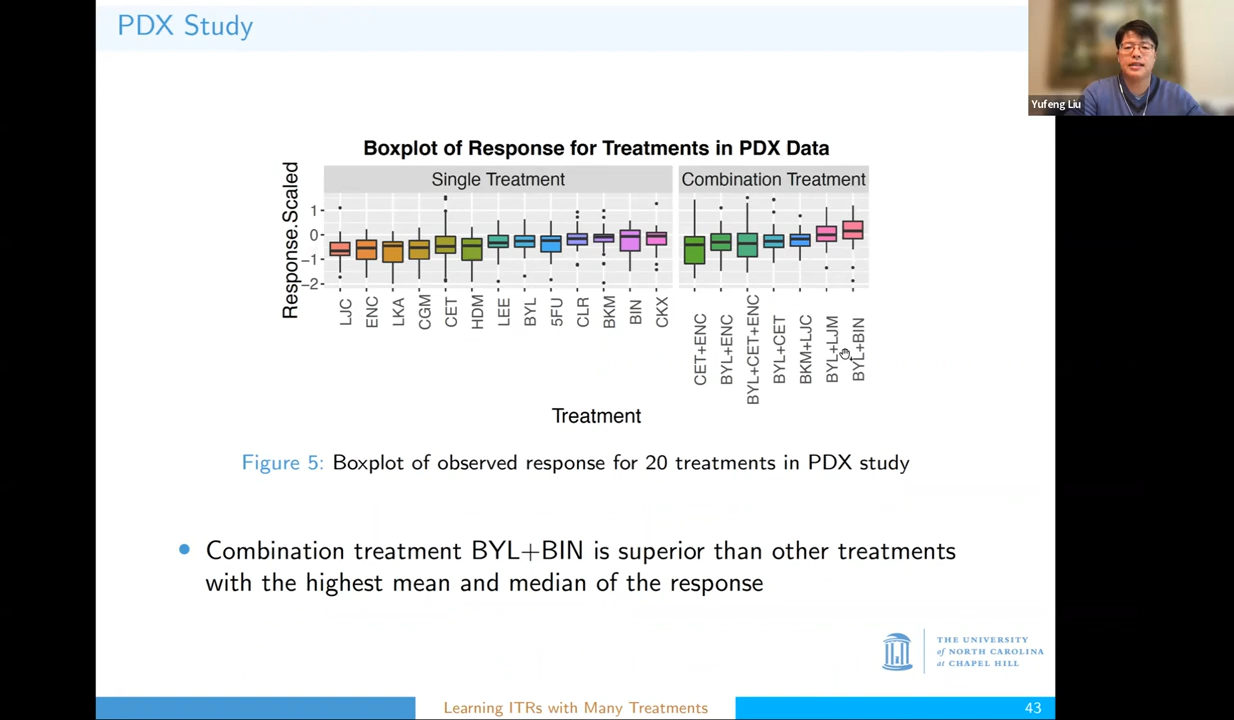 PDX Study
Yufeng Liu
Boxplot of Response for Treatments in PDX Data
Single Treatment
Combination Treatment
Response.Scaled
1
0
−1
−2
LJC
ENC
LKA
CGM
CET
HDM
LEE
BYL
5FU
CLR
BKM
BIN
CKX
CET+ENC
BYL+ENC
BYL+CET+ENC
BYL+CET
BKM+LJC
BYL+LJM
BYL+BIN
Treatment
Figure 5: Boxplot of observed response for 20 treatments in PDX study
• Combination treatment BYL+BIN is superior than other treatments
with the highest mean and median of the response
THE UNIVERSITY
of NORTH CAROLINA
at CHAPEL HILL
Learning ITRs with Many Treatments
43